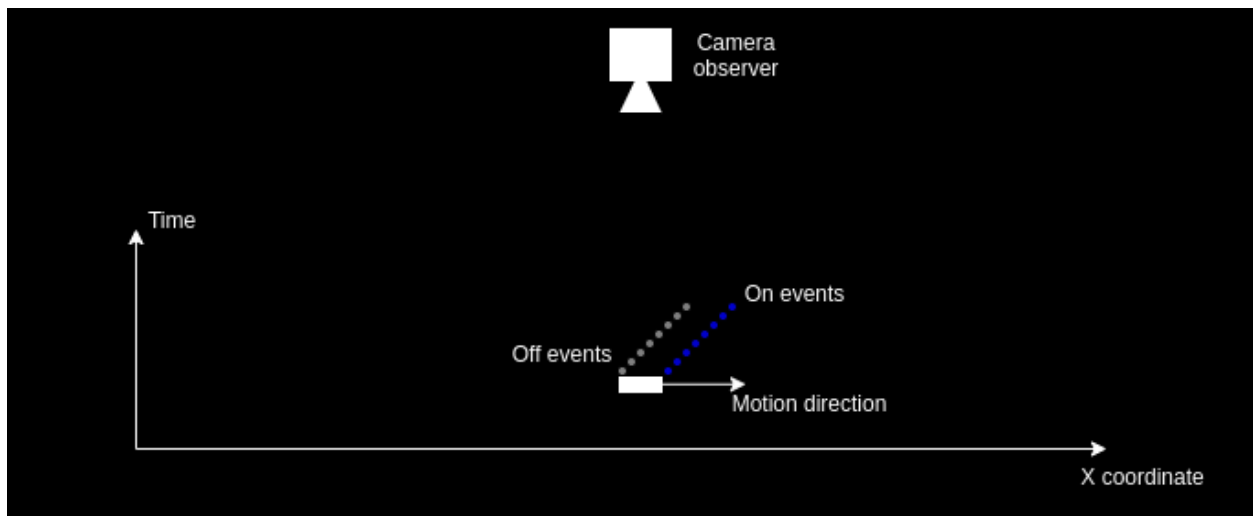 Camera
observer
Time
On events
Off events
Motion direction
X coordinate